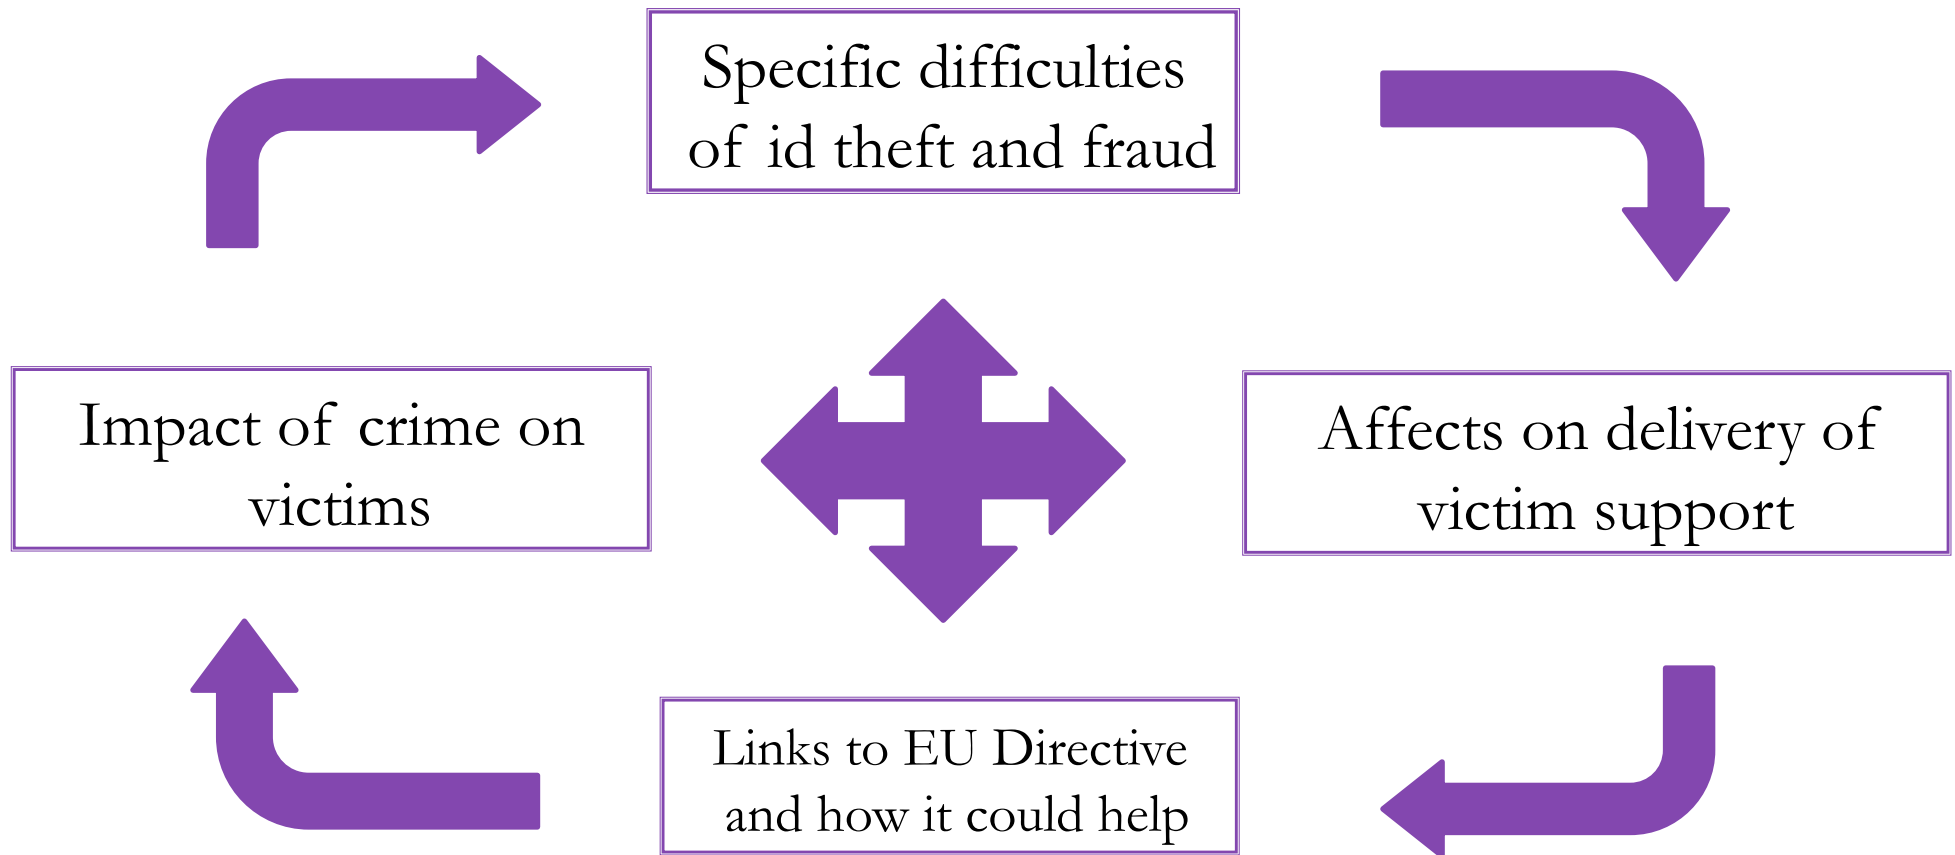 Specific difficulties
of id theft and fraud
Impact of crime on
victims
Affects on delivery of
victim support
Links to EU Directive
and how it could help